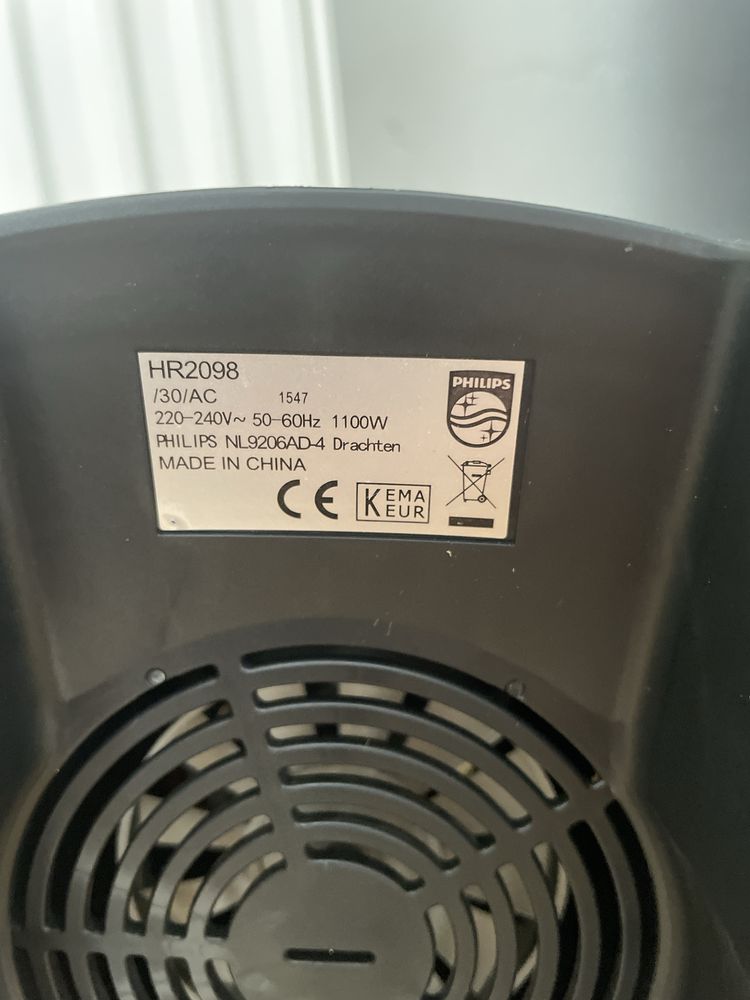 HR2098
/30/AC 1547
220-240V~ 50-60Hz 1100W
PHILIPS NL9206AD-4 Drachten
MADE IN CHINA
PHILIPS
CE
KEMA
KEUR